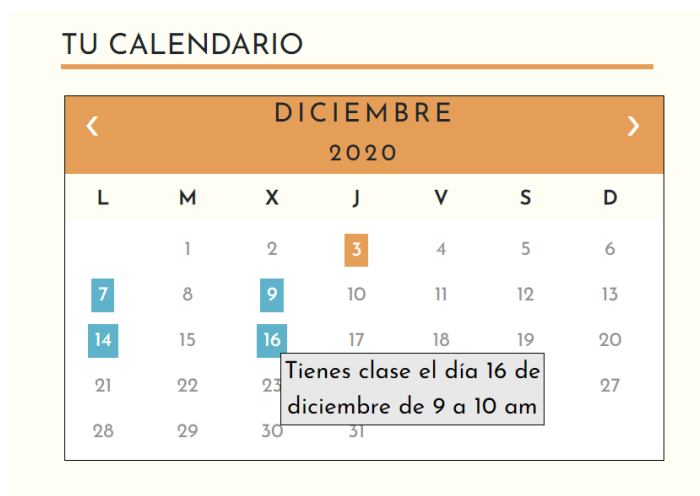 TU CALENDARIO
‹ DICIEMBRE ›
2020
L M X J V S D
1 2 3 4 5 6
7 8 9 10 11 12 13
14 15 16 17 18 19 20
Tienes clase el día 16 de
21 22 23 27
diciembre de 9 a 10 am
28 29 30 31